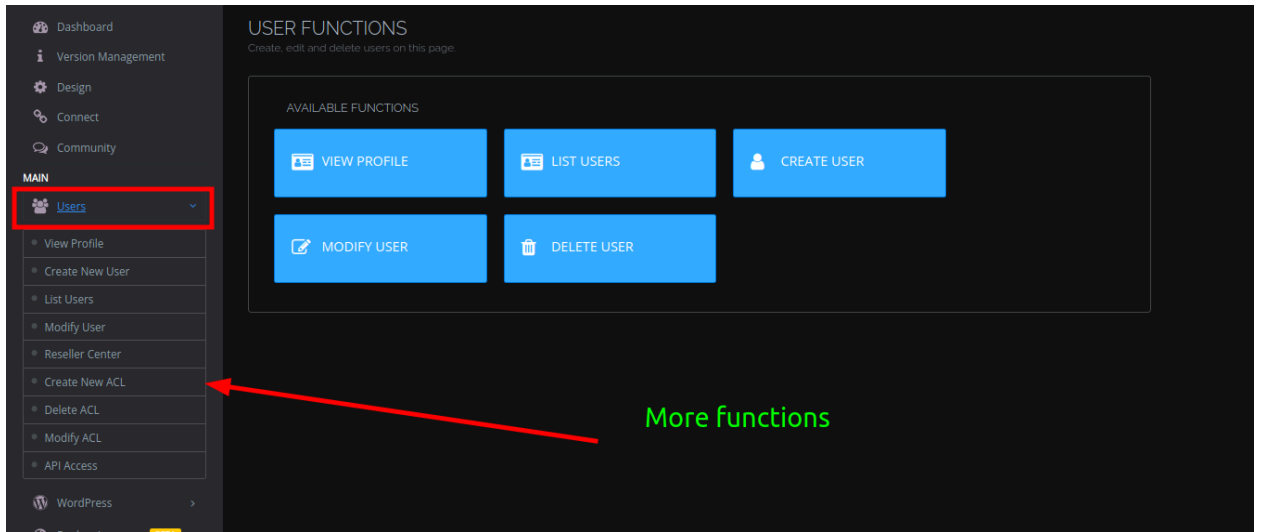 Dashboard
Version Management
Design
Connect
Community
MAIN
Users
View Profile
Create New User
List Users
Modify User
Reseller Center
Create New ACL
Delete ACL
Modify ACL
API Access
WordPress
USER FUNCTIONS
Create, edit and delete users on this page.
AVAILABLE FUNCTIONS
VIEW PROFILE
LIST USERS
CREATE USER
MODIFY USER
DELETE USER
More functions